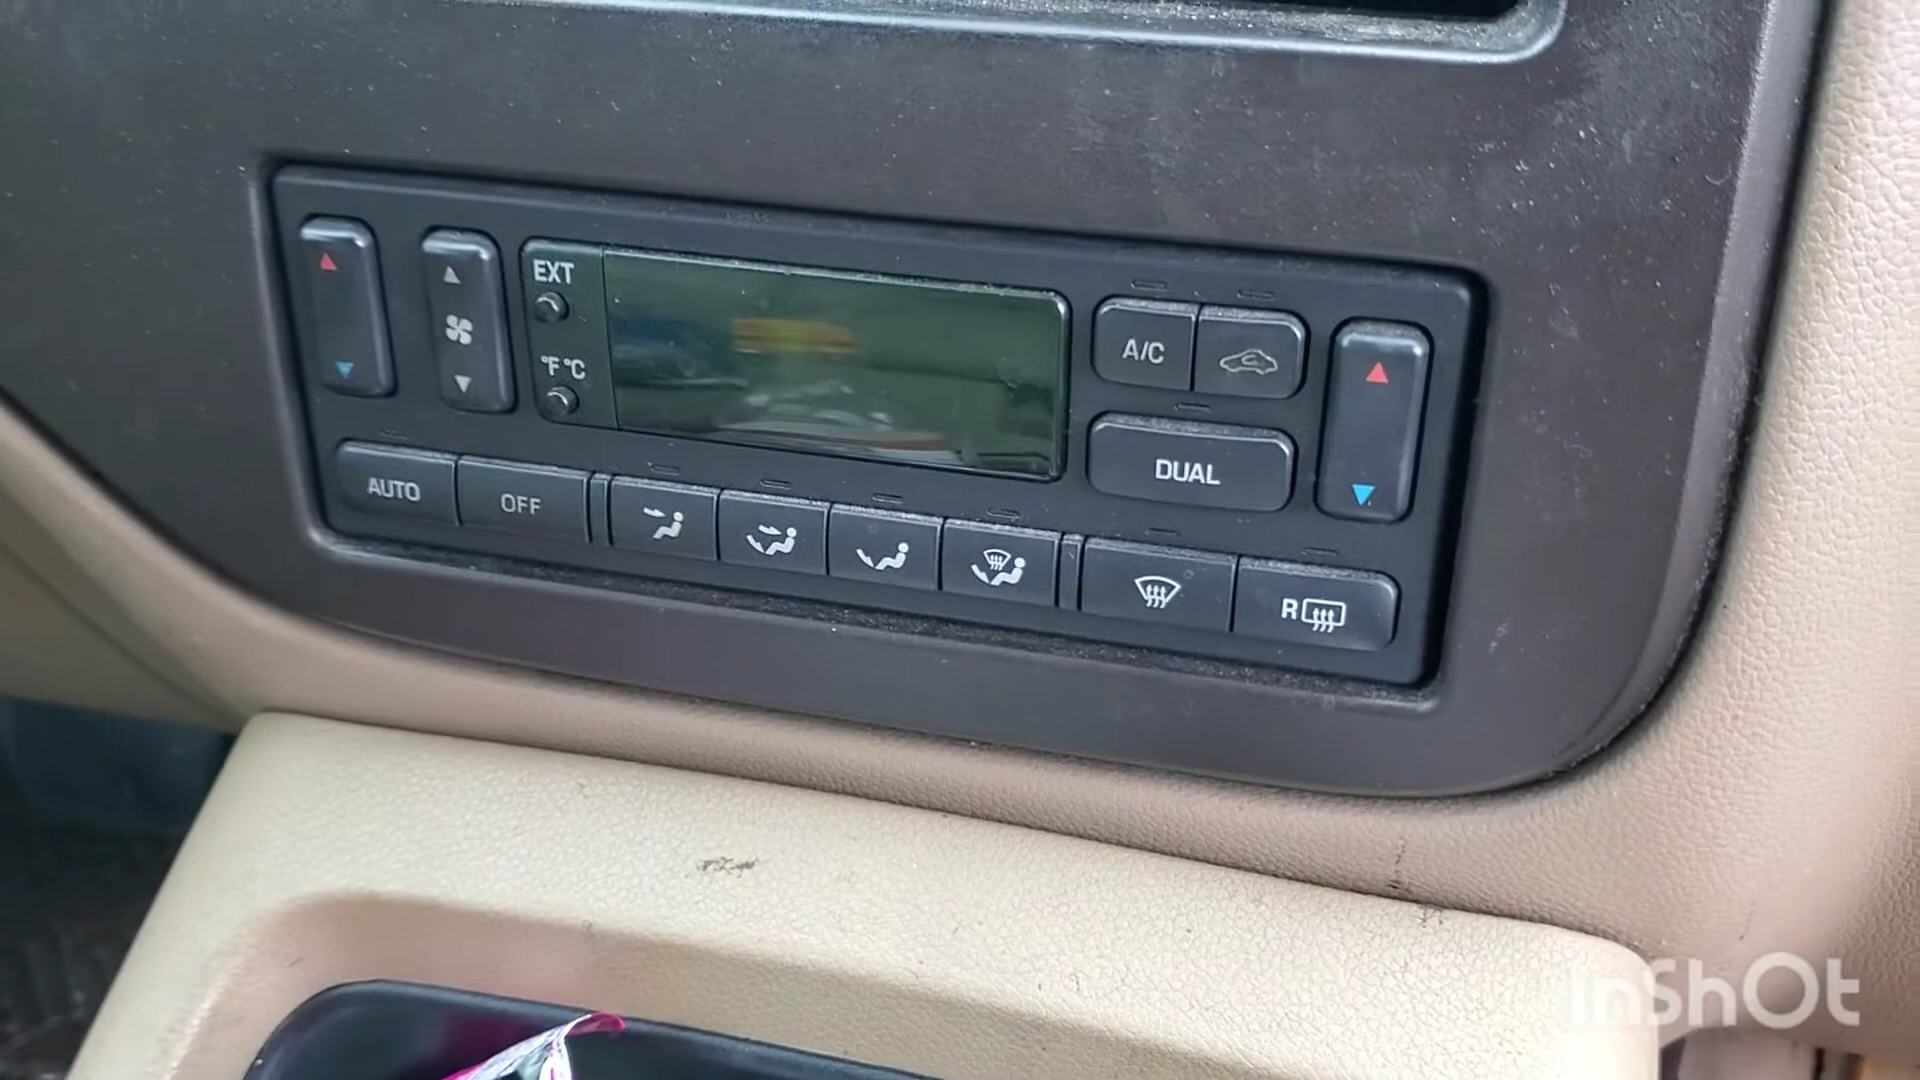 EXT
°F °C
A/C
DUAL
AUTO
OFF
R
InShOt